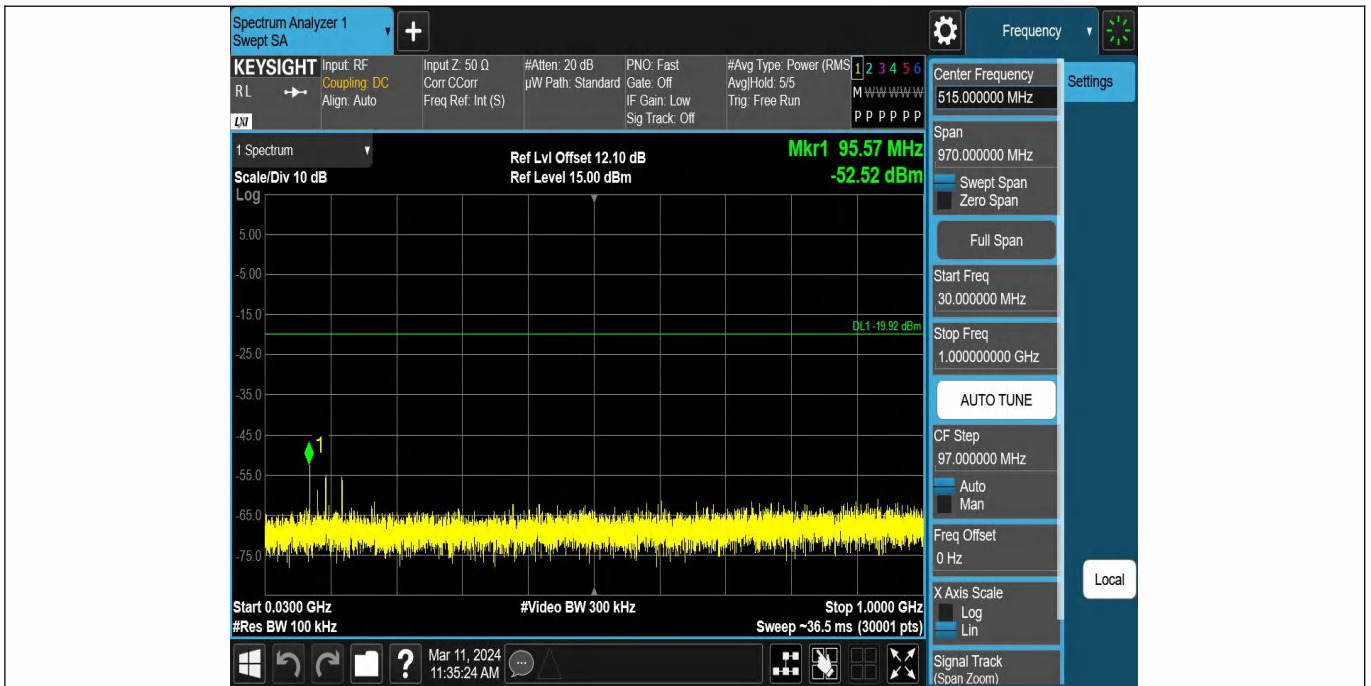 Spectrum Analyzer 1
Swept SA
Frequency
KEYSIGHT
RL
LXI
Input: RF
Coupling: DC
Align: Auto
Input Z: 50 Ω
Corr CCorr
Freq Ref: Int (S)
#Atten: 20 dB
µW Path: Standard
PNO: Fast
Gate: Off
IF Gain: Low
Sig Track: Off
#Avg Type: Power (RMS
Avg|Hold: 5/5
Trig: Free Run
1 2 3 4 5 6
M W W W W W
P P P P P P
1 Spectrum
Scale/Div 10 dB
Ref Lvl Offset 12.10 dB
Ref Level 15.00 dBm
Mkr1 95.57 MHz
-52.52 dBm
Log
5.00
-5.00
-15.0
DL1 -19.92 dBm
-25.0
-35.0
-45.0
1
-55.0
-65.0
-75.0
Start 0.0300 GHz
#Res BW 100 kHz
#Video BW 300 kHz
Stop 1.0000 GHz
Sweep ~36.5 ms (30001 pts)
Center Frequency
515.000000 MHz
Settings
Span
970.000000 MHz
Swept Span
Zero Span
Full Span
Start Freq
30.000000 MHz
Stop Freq
1.000000000 GHz
AUTO TUNE
CF Step
97.000000 MHz
Auto
Man
Freq Offset
0 Hz
Local
X Axis Scale
Log
Lin
Signal Track
(Span Zoom)
?
Mar 11, 2024
11:35:24 AM